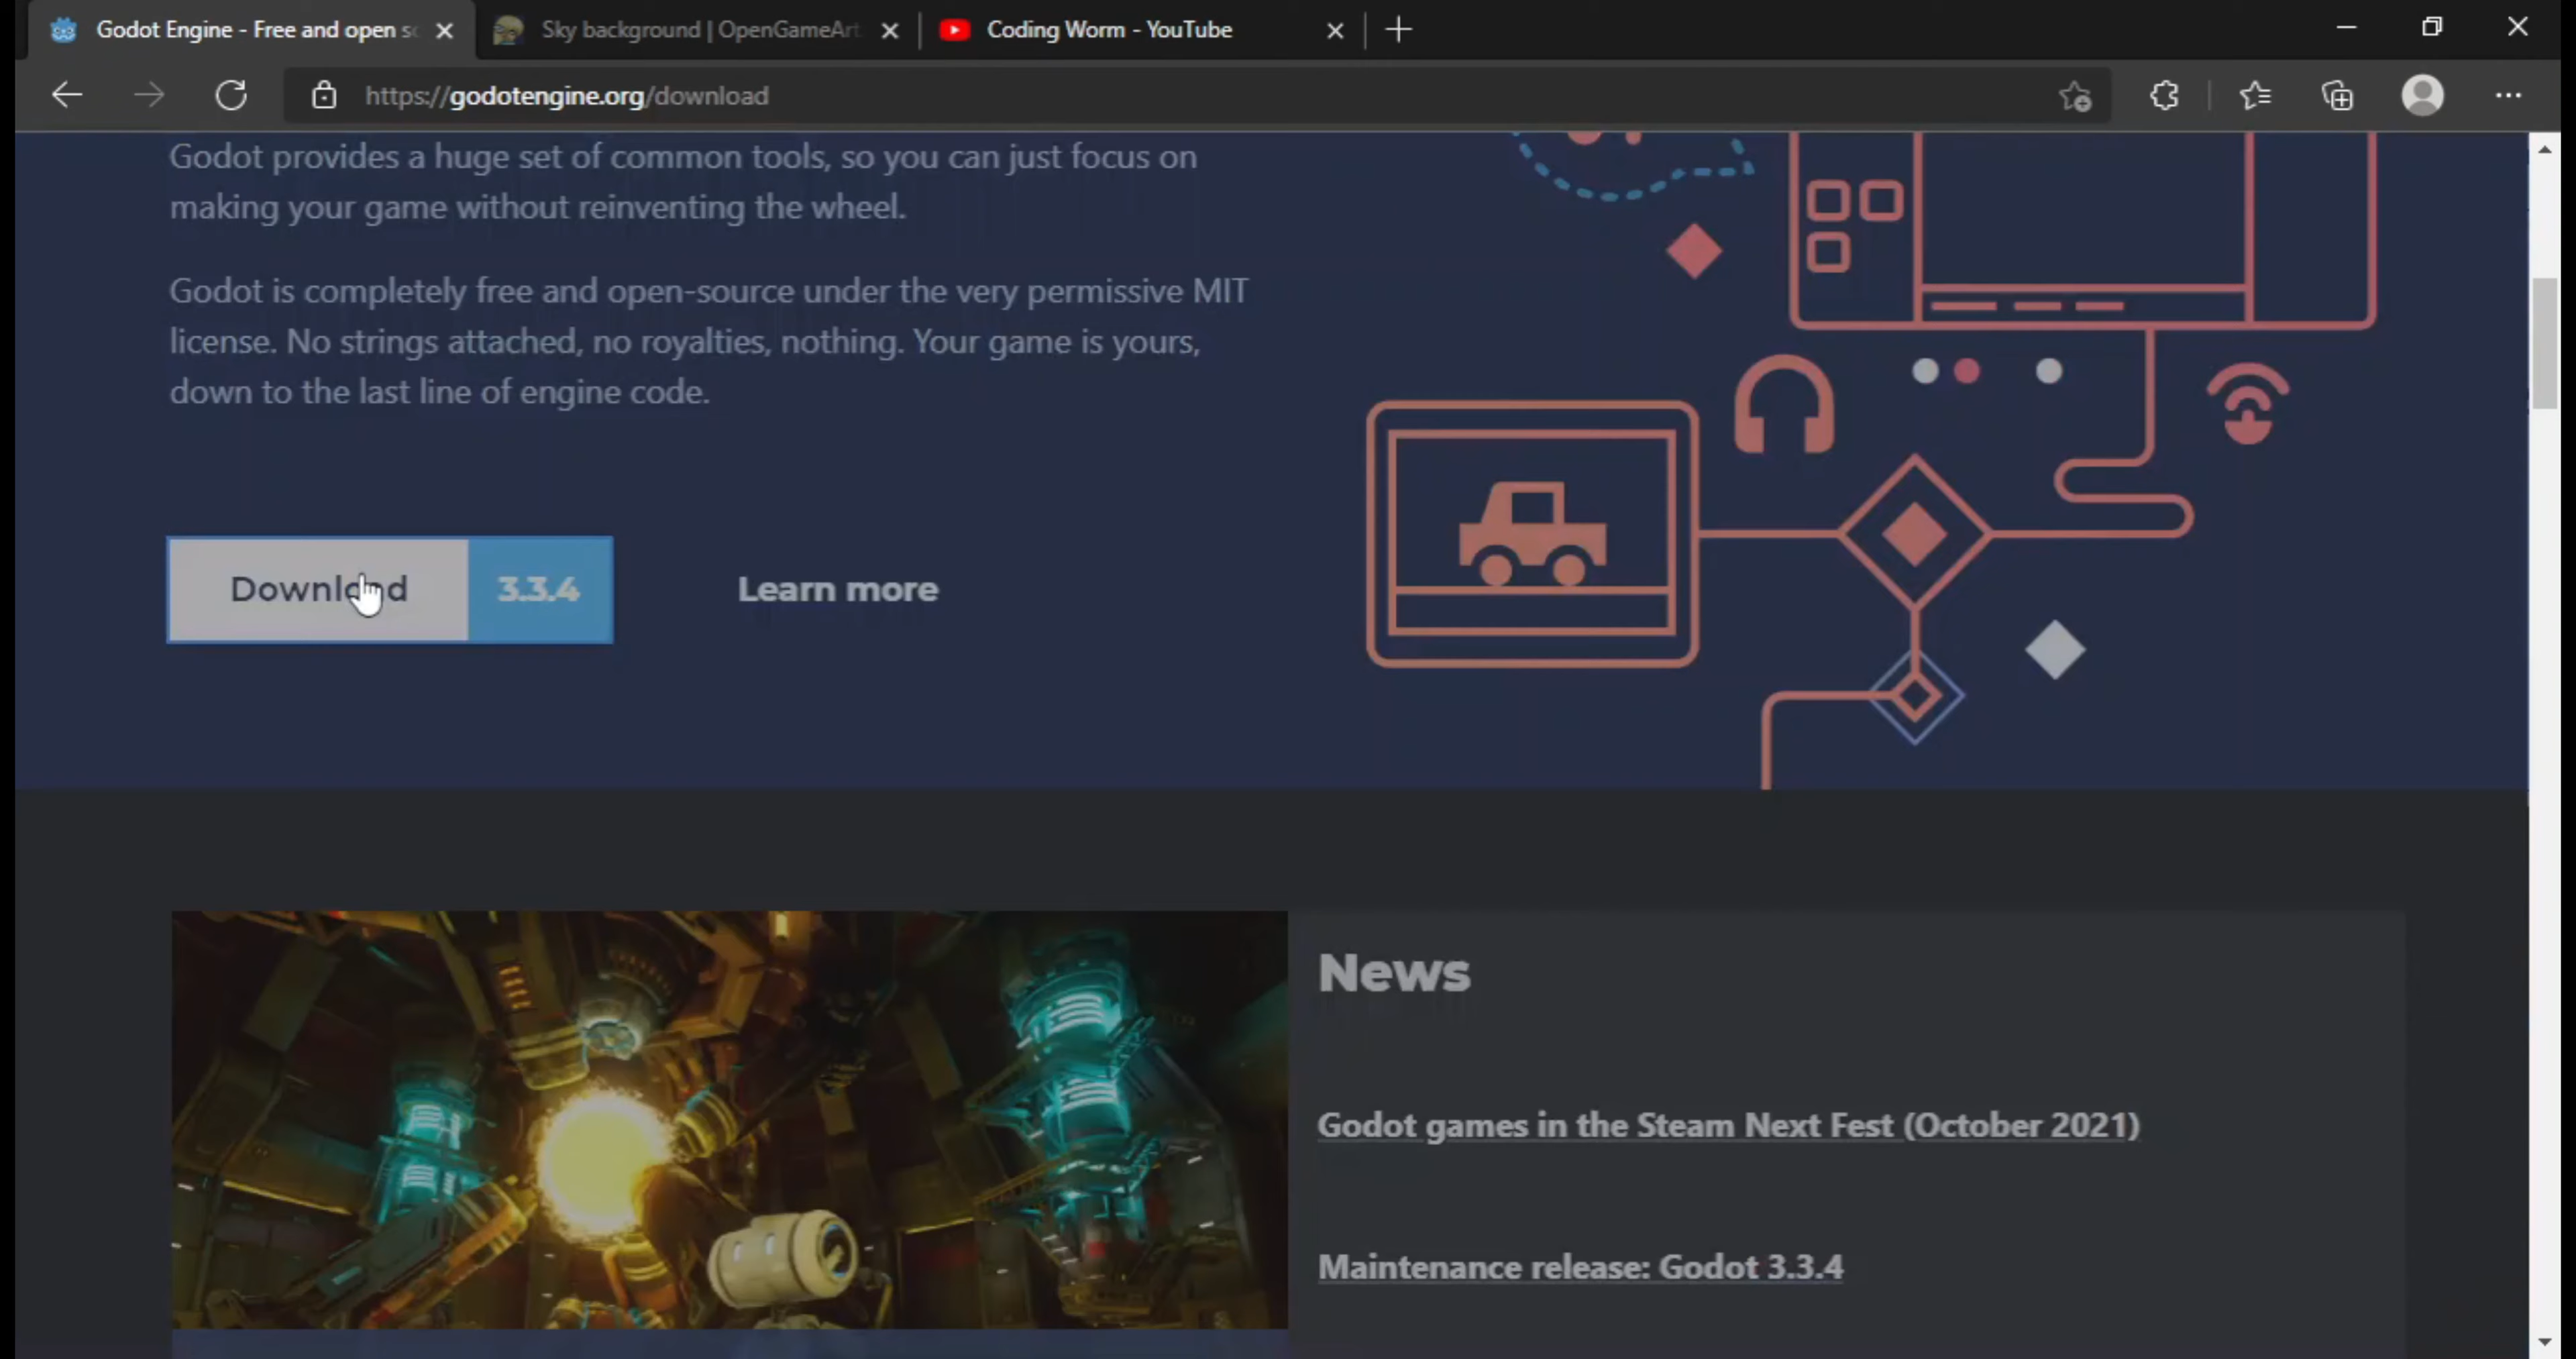 Godot Engine - Free and open sc
Sky background | OpenGameArt.
Coding Worm - YouTube
https://godotengine.org/download
Godot provides a huge set of common tools, so you can just focus on
making your game without reinventing the wheel.
Godot is completely free and open-source under the very permissive MIT
license. No strings attached, no royalties, nothing. Your game is yours,
down to the last line of engine code.
Download 3.3.4 Learn more
News
Godot games in the Steam Next Fest (October 2021)
Maintenance release: Godot 3.3.4